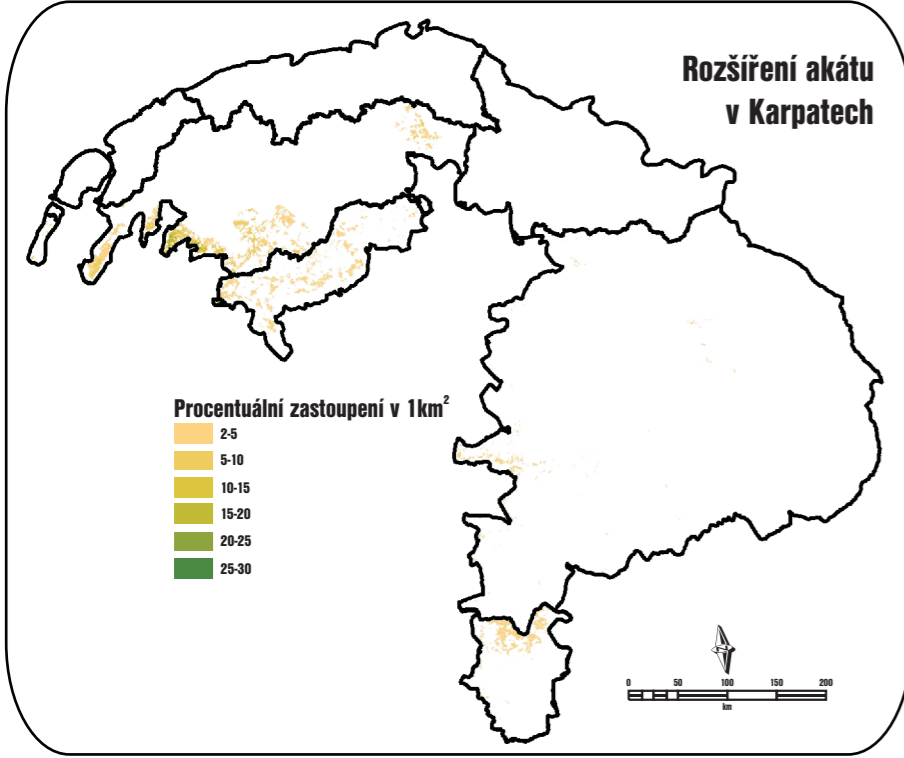 Rozšíření akátu
v Karpatech
Procentuální zastoupení v 1km²
2-5
5-10
10-15
15-20
20-25
25-30
0 50 100 150 200
km